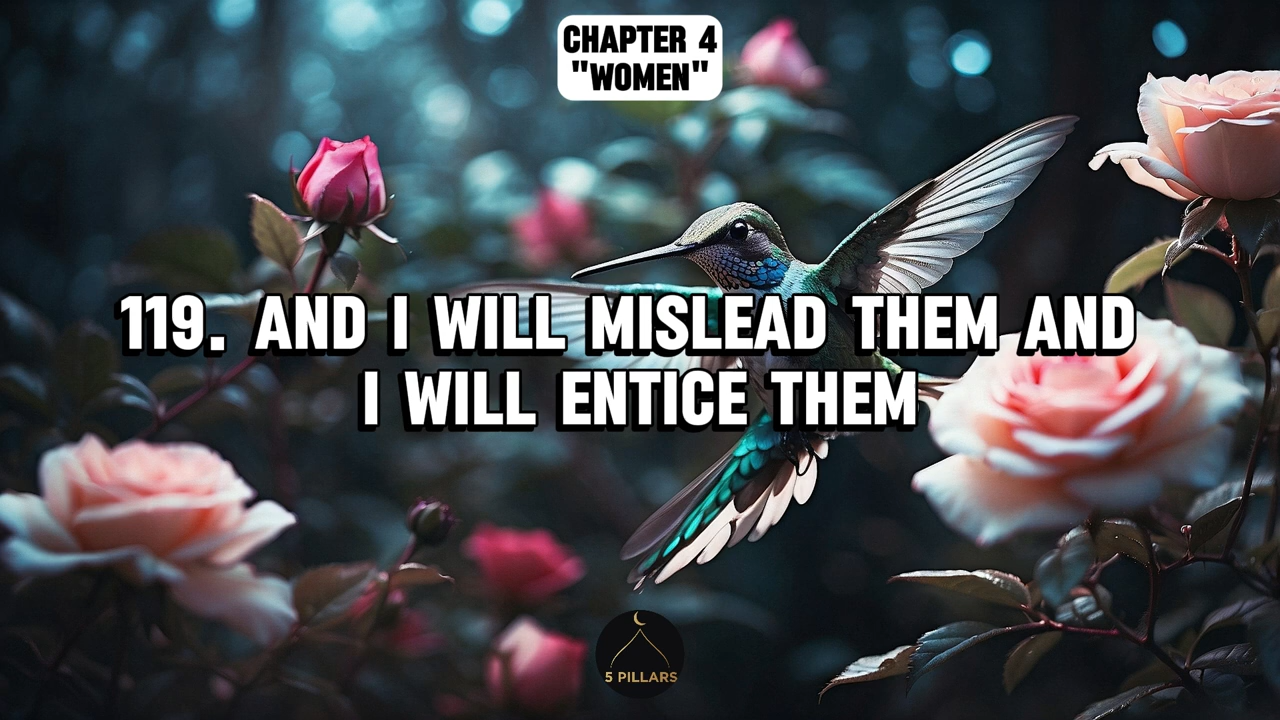 CHAPTER 4
"WOMEN"
119. AND I WILL MISLEAD THEM AND
I WILL ENTICE THEM
5 PILLARS